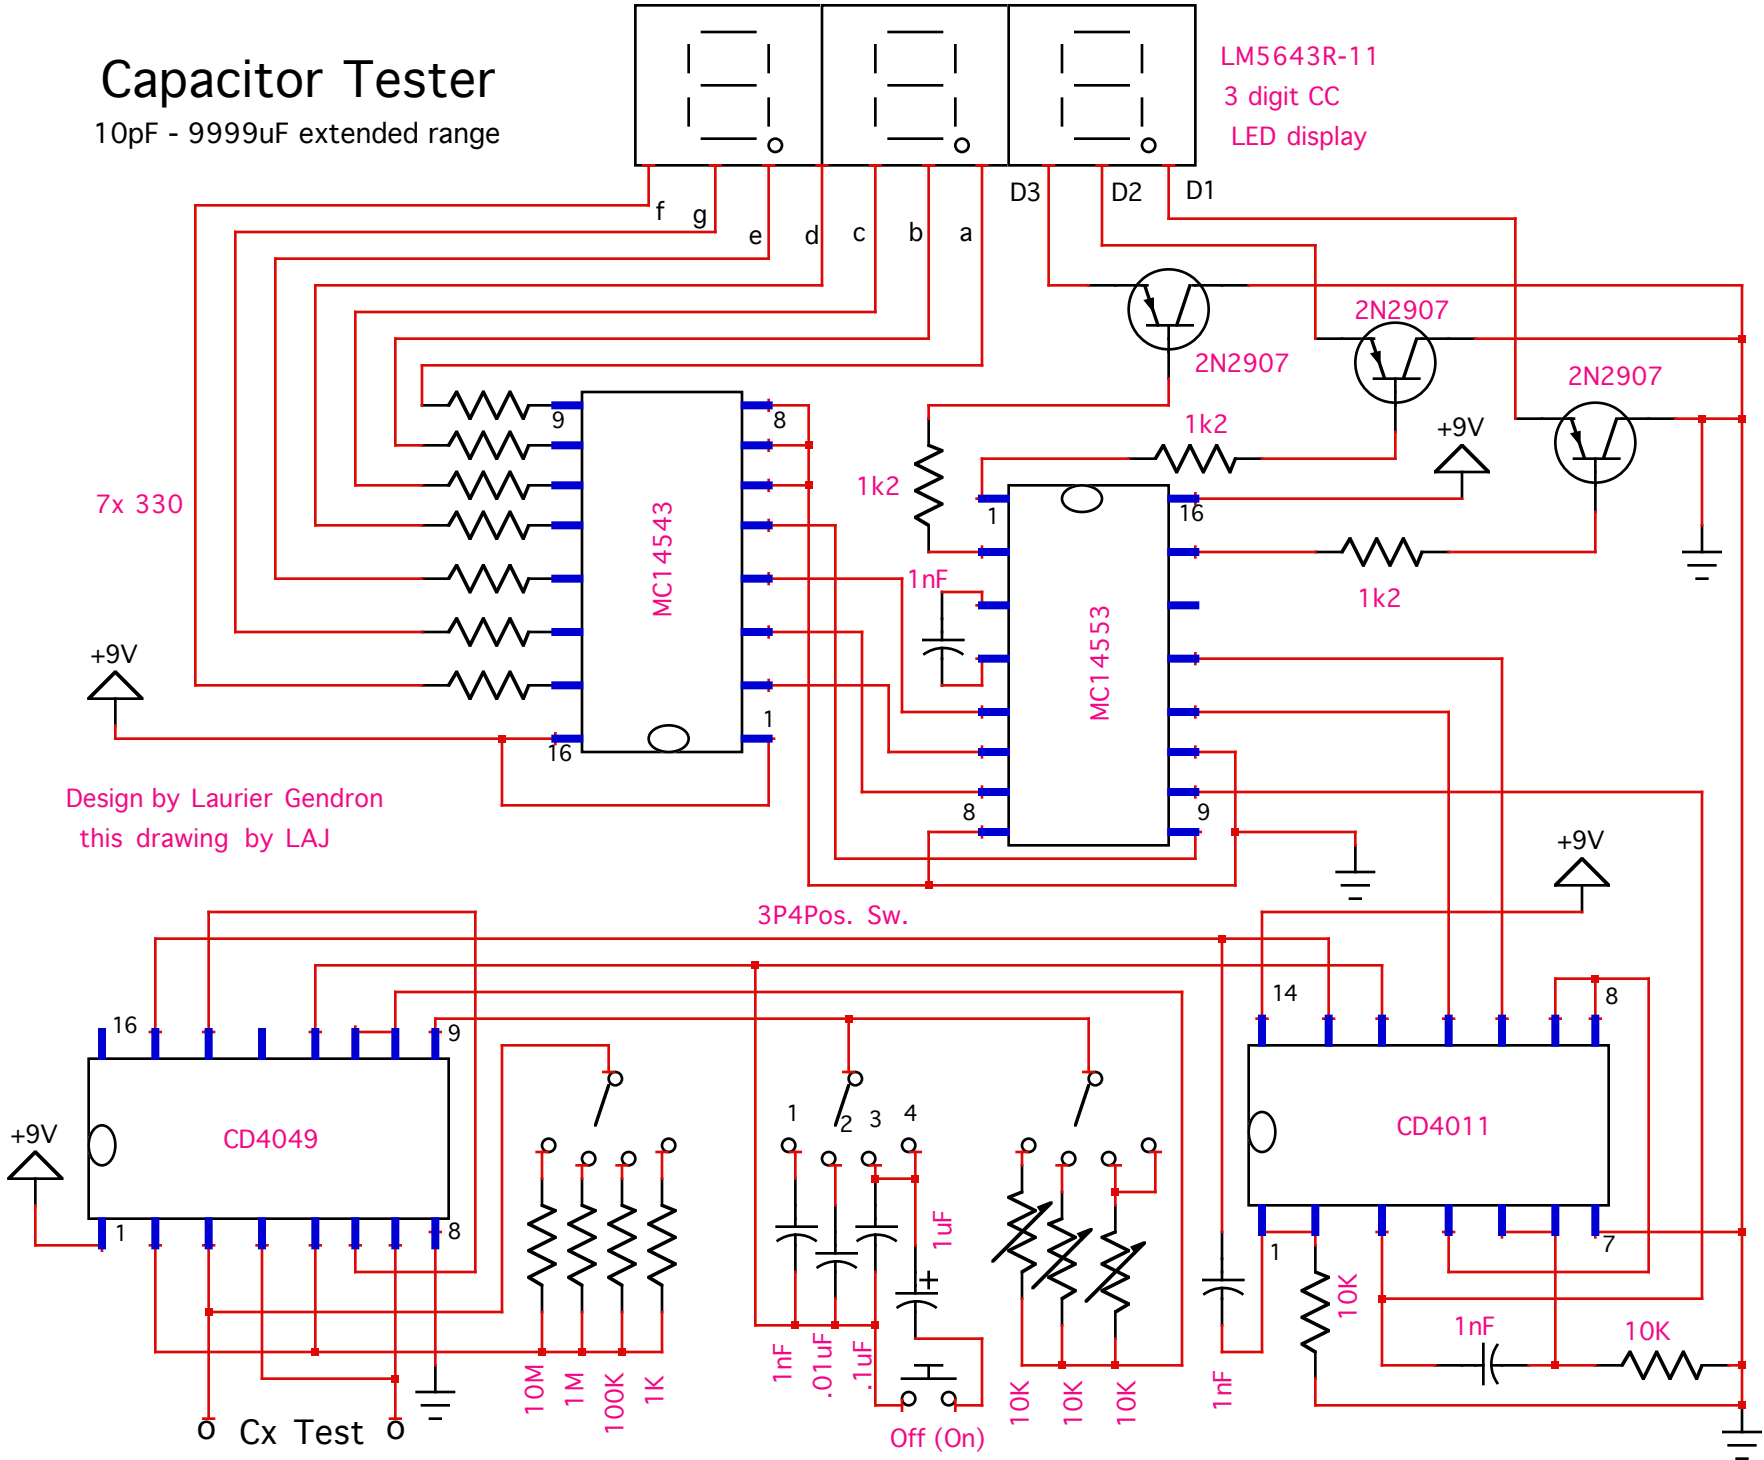 Capacitor Tester
10pF - 9999uF extended range
LM5643R-11
3 digit CC
LED display
f
g
e
d
c
b
a
D3
D2
D1
2N2907
2N2907
2N2907
9
8
7x 330
MC14543
1k2
1k2
+9V
1
16
1nF
1k2
MC14553
+9V
16
1
8
9
Design by Laurier Gendron
this drawing by LAJ
+9V
3P4Pos. Sw.
16
9
14
8
+9V
CD4049
1
2
3
4
CD4011
1
8
1uF
1
7
10K
1nF
10K
10M
1M
100K
1K
1nF
.01uF
.1uF
10K
10K
10K
1nF
Cx Test
Off (On)